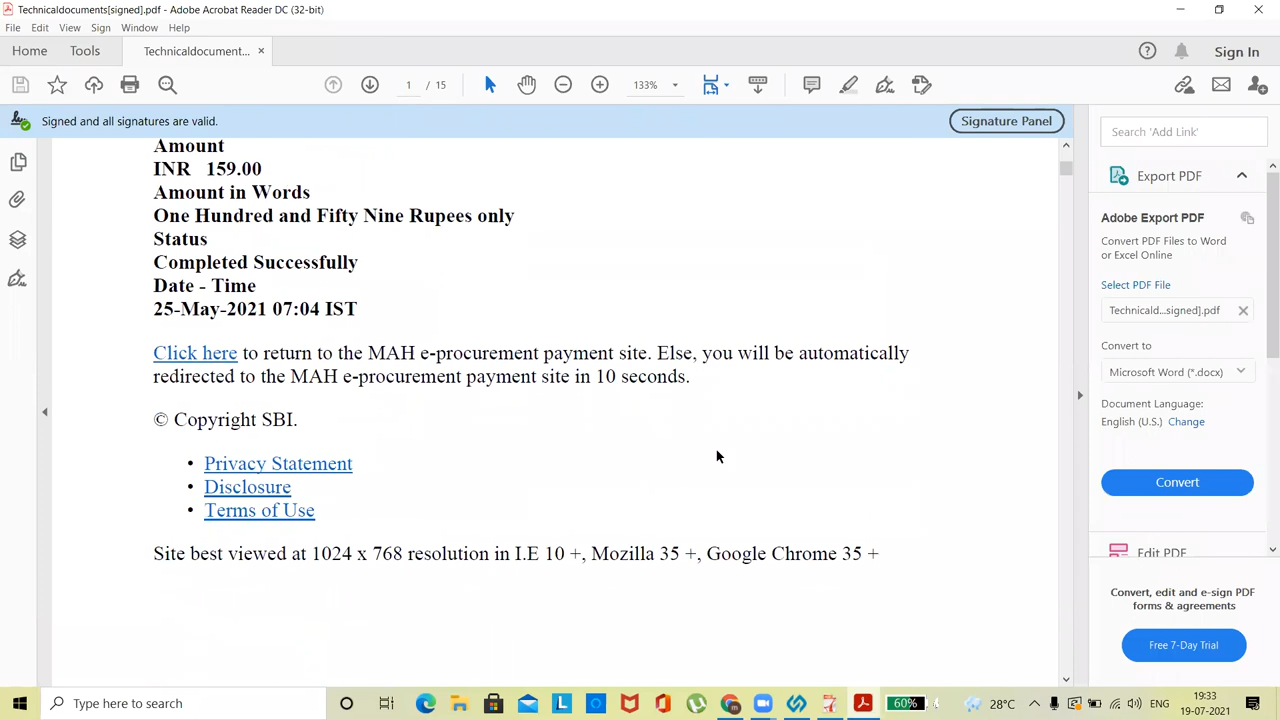 Technicaldocuments[signed].pdf - Adobe Acrobat Reader DC (32-bit)
File Edit View Sign Window Help
Home Tools Technicaldocument... × Sign In
1 / 15 133%
Signed and all signatures are valid. Signature Panel
Amount
INR 159.00
Amount in Words
One Hundred and Fifty Nine Rupees only
Status
Completed Successfully
Date - Time
25-May-2021 07:04 IST
Click here to return to the MAH e-procurement payment site. Else, you will be automatically
redirected to the MAH e-procurement payment site in 10 seconds.
© Copyright SBI.
• Privacy Statement
• Disclosure
• Terms of Use
Site best viewed at 1024 x 768 resolution in I.E 10 +, Mozilla 35 +, Google Chrome 35 +
Search 'Add Link'
Export PDF
Adobe Export PDF
Convert PDF Files to Word
or Excel Online
Select PDF File
Technicald...signed].pdf
Convert to
Microsoft Word (*.docx)
Document Language:
English (U.S.) Change
Convert
Edit PDF
Convert, edit and e-sign PDF
forms & agreements
Free 7-Day Trial
Type here to search
60%
28°C
ENG
19:33
19-07-2021